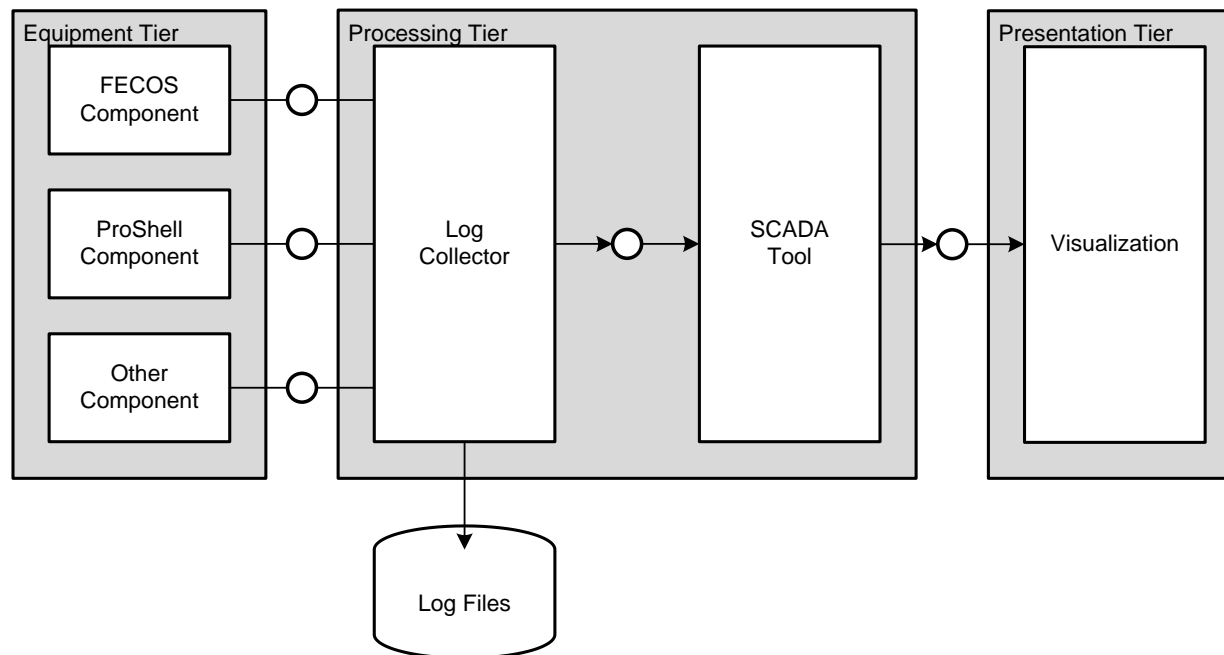 Equipment Tier
FECOS
Component
ProShell
Component
Other
Component
Processing Tier
Log
Collector
SCADA
Tool
Presentation Tier
Visualization
Log Files